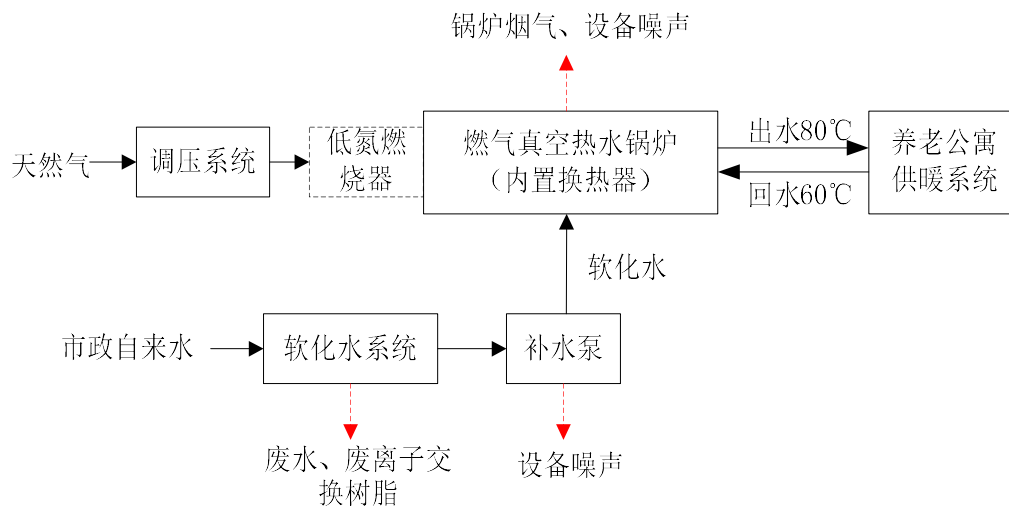 锅炉烟气、设备噪声
天然气
调压系统
低氮燃
烧器
燃气真空热水锅炉
（内置换热器）
出水80℃
回水60℃
养老公寓
供暖系统
软化水
市政自来水
软化水系统
补水泵
废水、废离子交
换树脂
设备噪声